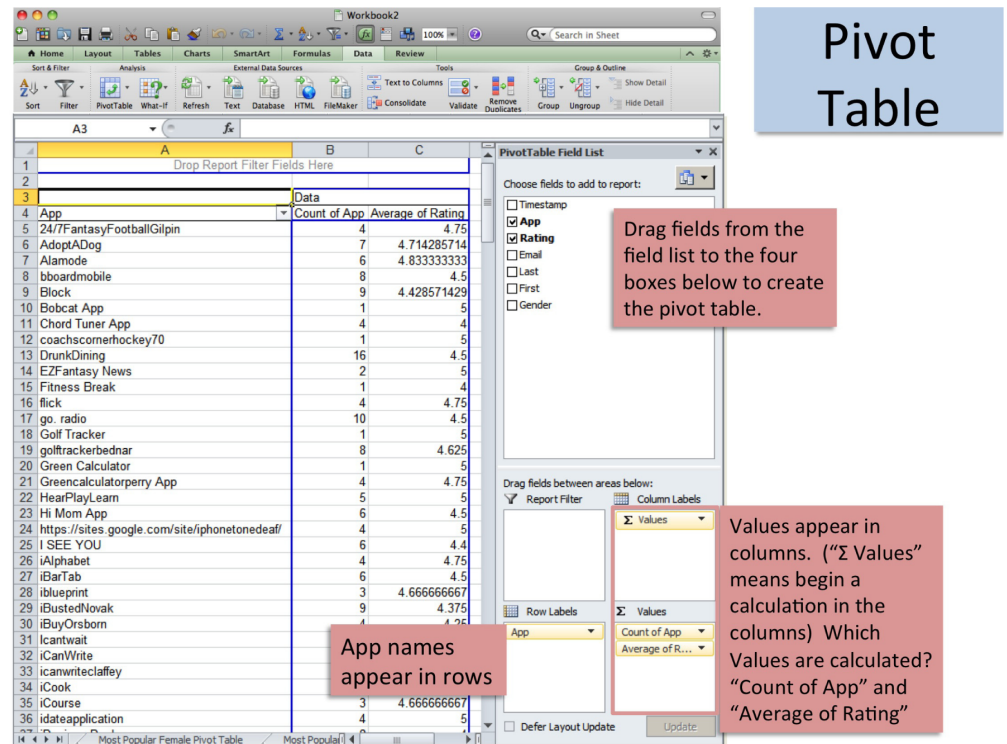 Workbook2
100%
Search in Sheet
Home Layout Tables Charts SmartArt Formulas Data Review
Sort & Filter Analysis External Data Sources Tools Group & Outline
Text to Columns Show Detail
Consolidate Hide Detail
Sort Filter PivotTable What-If Refresh Text Database HTML FileMaker Validate Remove Duplicates Group Ungroup
A3 fx
A B C
1 Drop Report Filter Fields Here
2
3 Data
4 App Count of App Average of Rating
5 24/7FantasyFootballGilpin 4 4.75
6 AdoptADog 7 4.714285714
7 Alamode 6 4.833333333
8 bboardmobile 8 4.5
9 Block 9 4.428571429
10 Bobcat App 1 5
11 Chord Tuner App 4 4
12 coachscornerhockey70 1 5
13 DrunkDining 16 4.5
14 EZFantasy News 2 5
15 Fitness Break 1 4
16 flick 4 4.75
17 go. radio 10 4.5
18 Golf Tracker 1 5
19 golftrackerbednar 8 4.625
20 Green Calculator 1 5
21 Greencalculatorperry App 4 4.75
22 HearPlayLearn 5 5
23 Hi Mom App 6 4.5
24 https://sites.google.com/site/iphonetonedeaf/ 4 5
25 I SEE YOU 6 4.4
26 iAlphabet 4 4.75
27 iBarTab 6 4.5
28 iblueprint 3 4.666666667
29 iBustedNovak 9 4.375
30 iBuyOrsborn 4 4.25
31 Icantwait
32 iCanWrite
33 icanwriteclaffey
34 iCook
35 iCourse 3 4.666666667
36 idateapplication 4 5
37
Most Popular Female Pivot Table Most Popular
PivotTable Field List
Choose fields to add to report:
Timestamp
App
Rating
Email
Last
First
Gender
Drag fields between areas below:
Report Filter Column Labels
Σ Values
Row Labels Σ Values
App Count of App
Average of R...
Defer Layout Update Update
Pivot
Table
Drag fields from the
field list to the four
boxes below to create
the pivot table.
App names
appear in rows
Values appear in
columns. (“Σ Values”
means begin a
calculation in the
columns) Which
Values are calculated?
“Count of App” and
“Average of Rating”